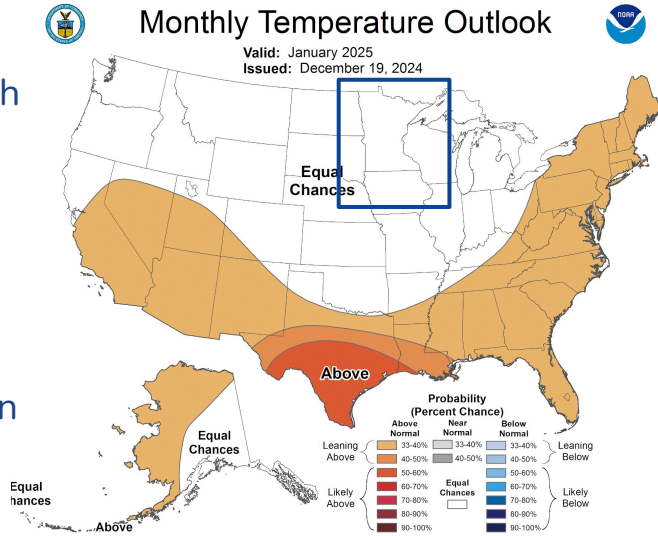 Monthly Temperature Outlook
NOAA
Valid: January 2025
Issued: December 19, 2024
h
Equal
Chances
Above
n
Equal
Chances
Equal
hances
Above
Probability
(Percent Chance)
Above
Normal
Near
Normal
Below
Normal
Leaning
Above
33-40%
33-40%
33-40%
Leaning
Below
40-50%
40-50%
40-50%
Likely
Above
50-60%
50-60%
Likely
Below
60-70%
60-70%
70-80%
70-80%
80-90%
80-90%
90-100%
90-100%
Equal
Chances